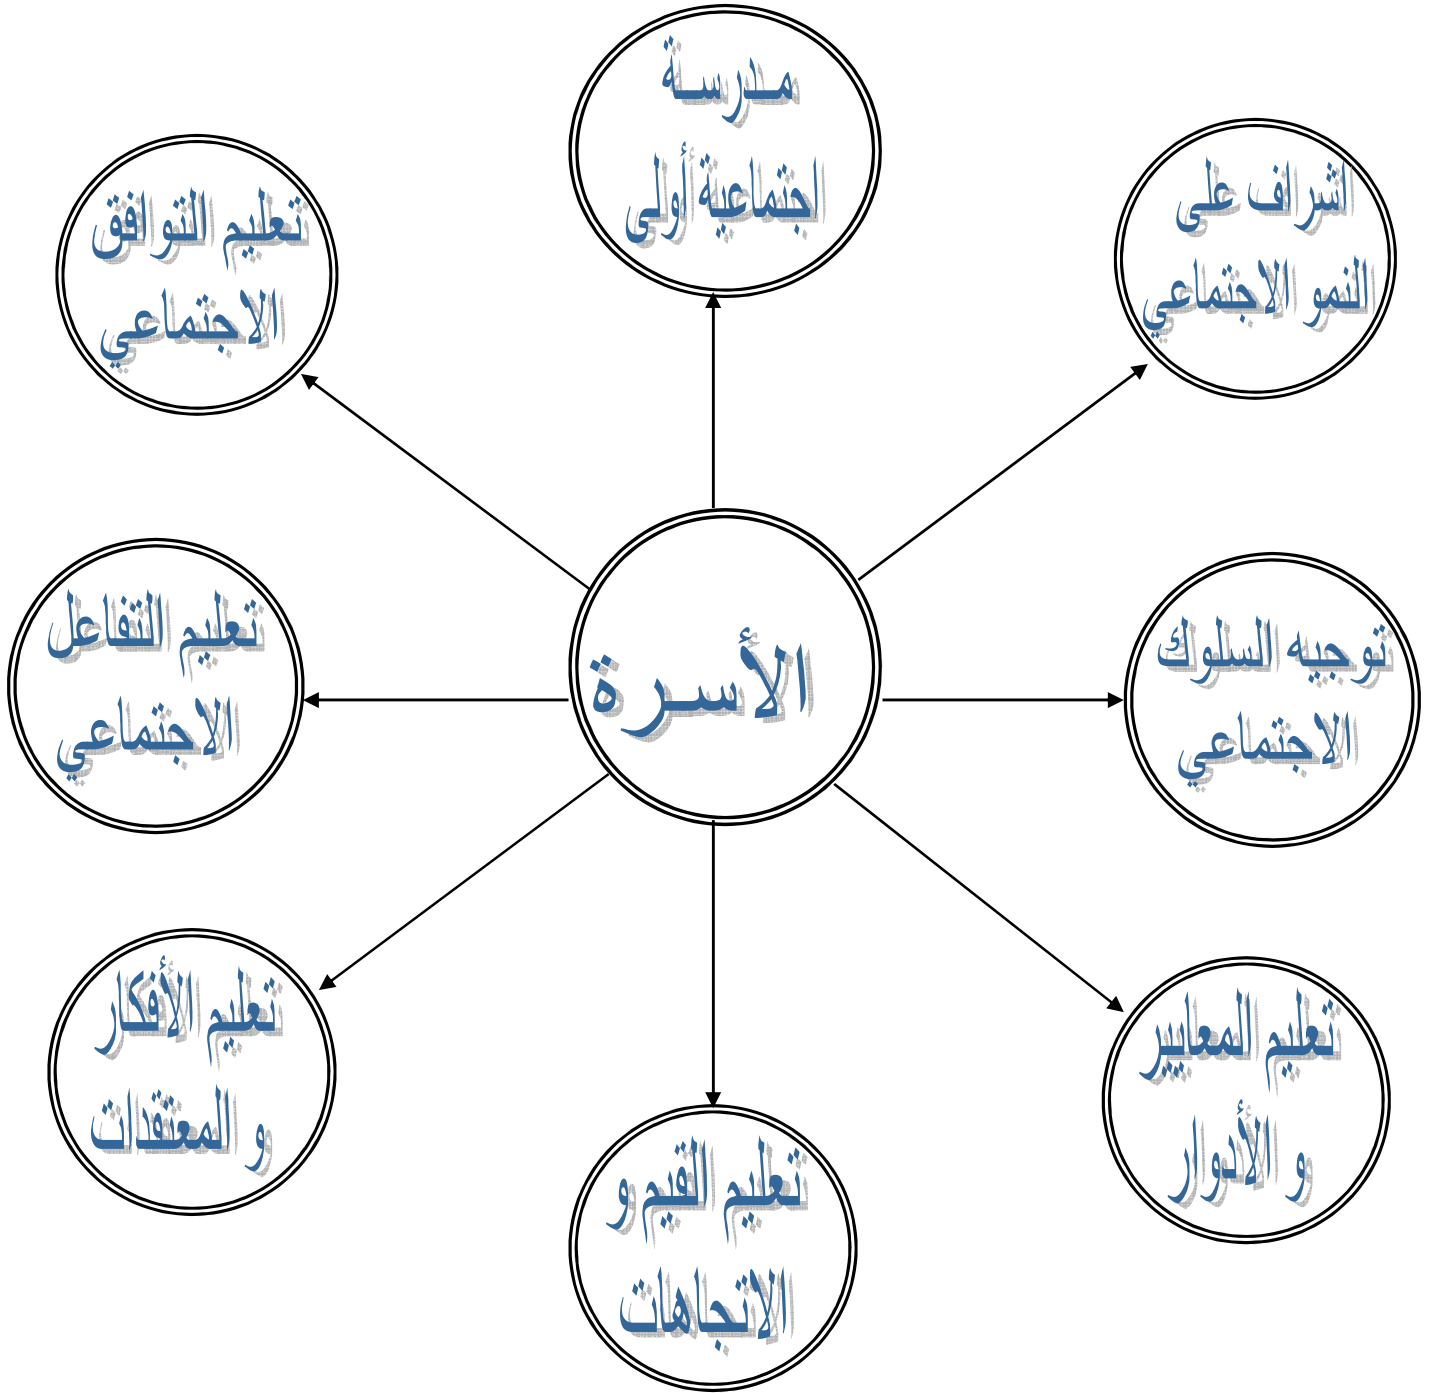 مدرسة
اجتماعية أولى
اشراف على
النمو الاجتماعي
تعليم التوافق
الاجتماعي
الأسرة
توجيه السلوك
الاجتماعي
تعليم التفاعل
الاجتماعي
تعليم المعايير
و الأدوار
تعليم الأفكار
و المعتقدات
تعليم القيم و
الاتجاهات